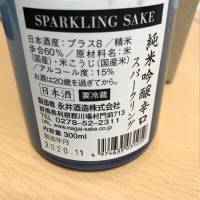 SPARKLING SAKE
日本酒度：プラス8／精米
歩合60%／原材料名：米
(国産)・米こうじ(国産米)
／アルコール度：15%
お酒は20歳を過ぎてから。
日本酒 要冷蔵
製造者 永井酒造株式会社
群馬県利根郡川場村門前713
TEL 0278-52-2311
www.nagai-sake.co.jp
内容量 300ml
製造年月
2020.11
純米吟醸辛口
スパークリング